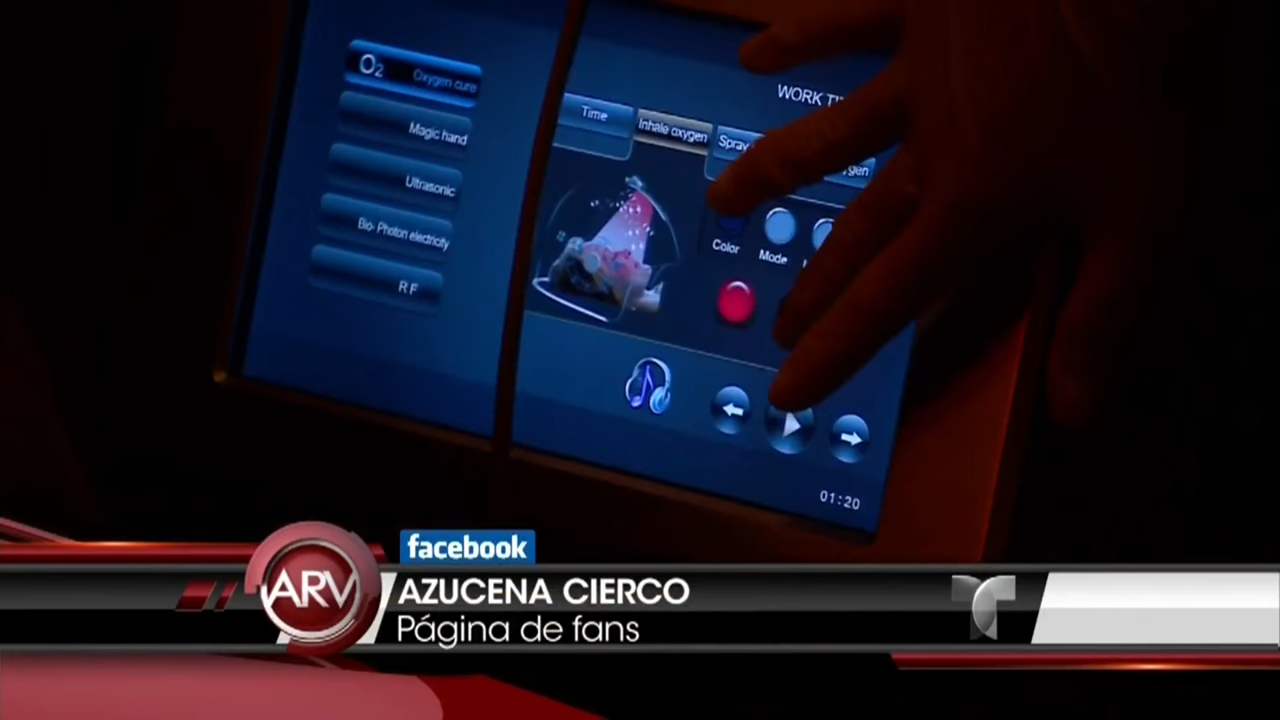 O2 Oxygen cure
Magic hand
Ultrasonic
Bio- Photon electricity
RF
WORK
Time
Inhale oxygen
Spray
Color
Mode
01:20
facebook
ARV
AZUCENA CIERCO
Página de fans